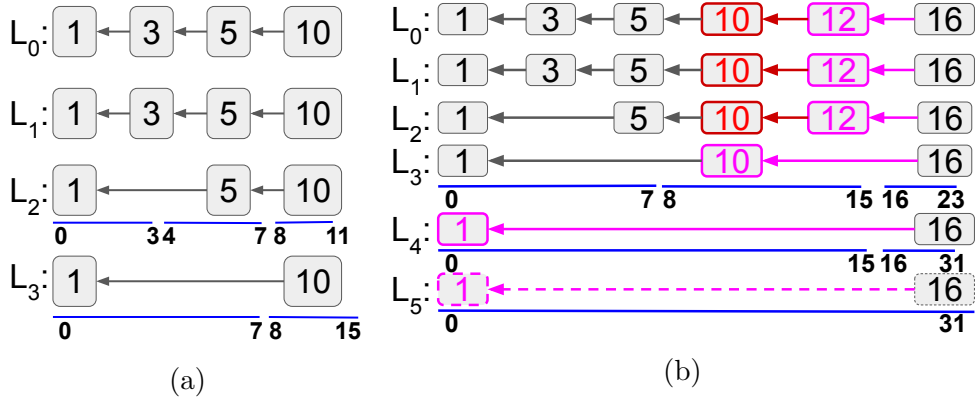 L0: 1 3 5 10
L1: 1 3 5 10
L2: 1 5 10
0 3 4 7 8 11
L3: 1 10
0 7 8 15
(a)
L0: 1 3 5 10 12 16
L1: 1 3 5 10 12 16
L2: 1 5 10 12 16
L3: 1 10 16
0 7 8 15 16 23
L4: 1 16
0 15 16 31
L5: 1 16
0 31
(b)